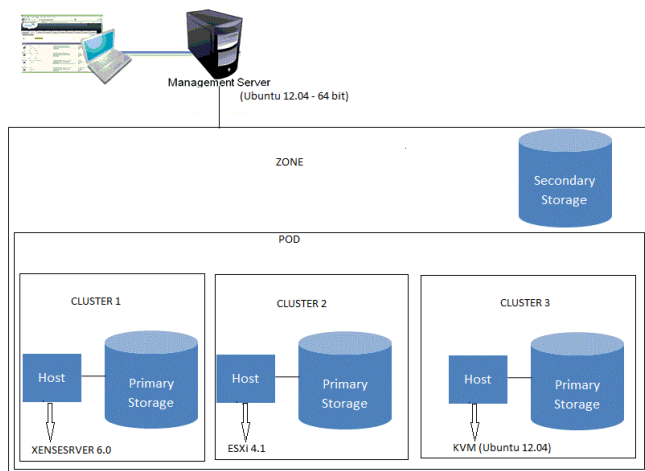 Management Server
(Ubuntu 12.04 - 64 bit)
ZONE
Secondary
Storage
POD
CLUSTER 1
CLUSTER 2
CLUSTER 3
Host
Primary
Storage
Host
Primary
Storage
Host
Primary
Storage
XENSESRVER 6.0
ESXi 4.1
KVM (Ubuntu 12.04)